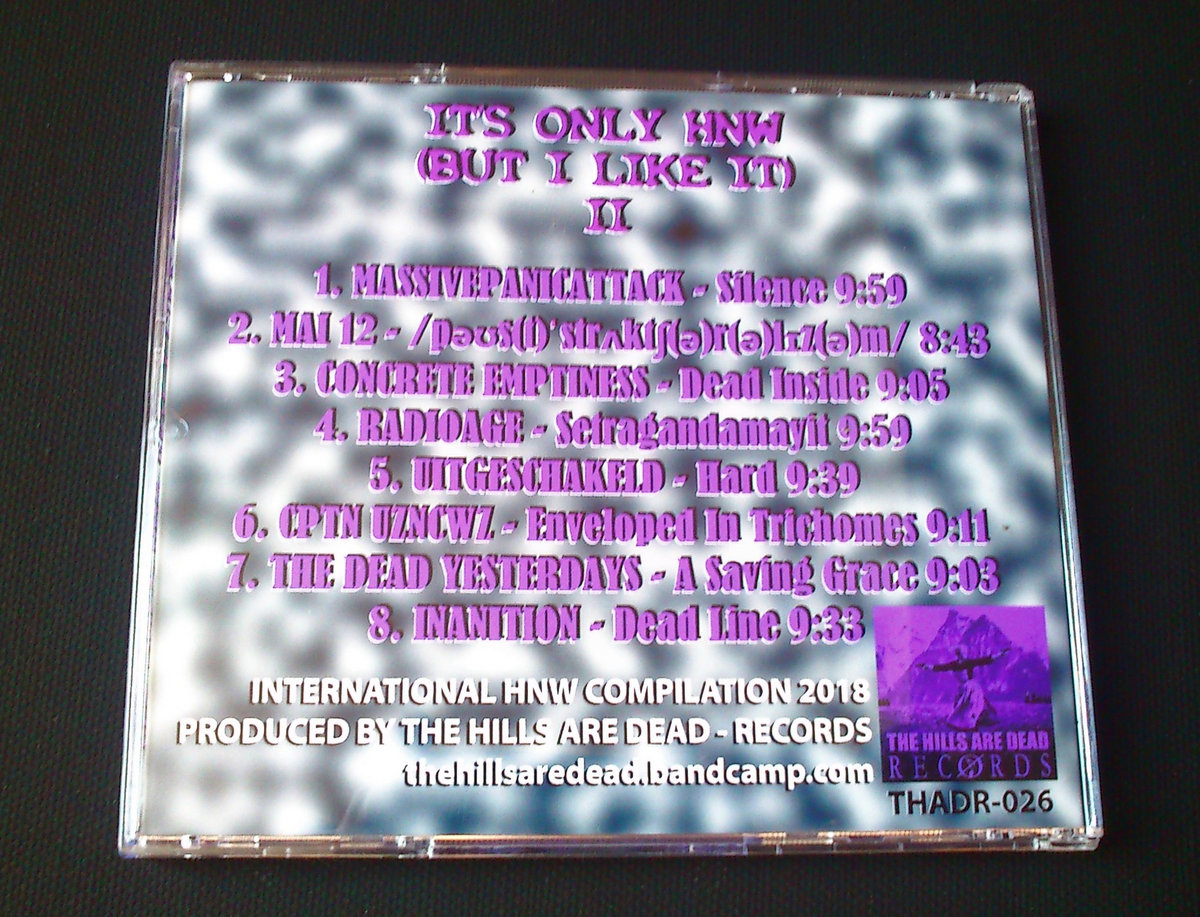 IT'S ONLY HNW
(BUT I LIKE IT)
II
1. MASSIVEPANICATTACK - Silence 9:59
2. MAI 12 - /pəʊs(t)ˈstrʌktʃ(ə)r(ə)lɪz(ə)m/ 8:43
3. CONCRETE EMPTINESS - Dead Inside 9:05
4. RADIOAGE - Setragandamayit 9:59
5. UITGESCHAKELD - Hard 9:39
6. CPTN UZNCWZ - Enveloped In Trichomes 9:11
7. THE DEAD YESTERDAYS - A Saving Grace 9:03
8. INANITION - Dead Line 9:33
INTERNATIONAL HNW COMPILATION 2018
PRODUCED BY THE HILLS ARE DEAD - RECORDS
thehillsaredead.bandcamp.com
THE HILLS ARE DEAD
RECORDS
THADR-026